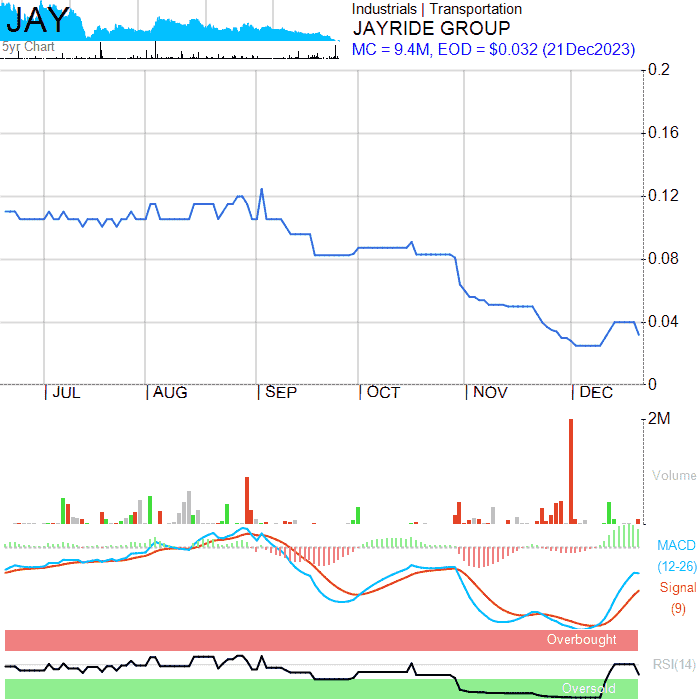 JAY
5yr Chart
Industrials | Transportation
JAYRIDE GROUP
MC = 9.4M, EOD = $0.032 (21Dec2023)
0.2
0.16
0.12
0.08
0.04
0
JUL AUG SEP OCT NOV DEC
2M
Volume
MACD
(12-26)
Signal
(9)
Overbought
RSI(14)
Oversold